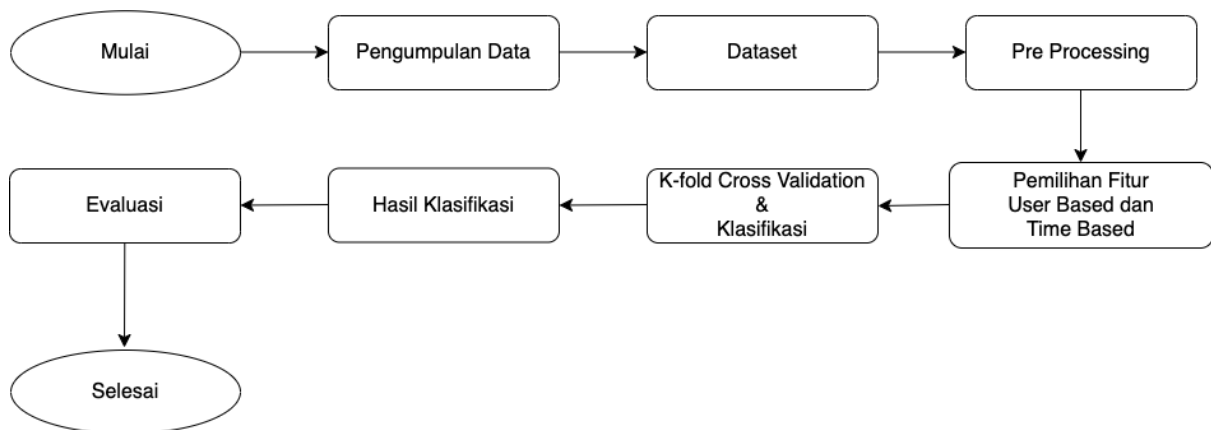 Mulai
Pengumpulan Data
Dataset
Pre Processing
Pemilihan Fitur
User Based dan
Time Based
K-fold Cross Validation
&
Klasifikasi
Hasil Klasifikasi
Evaluasi
Selesai